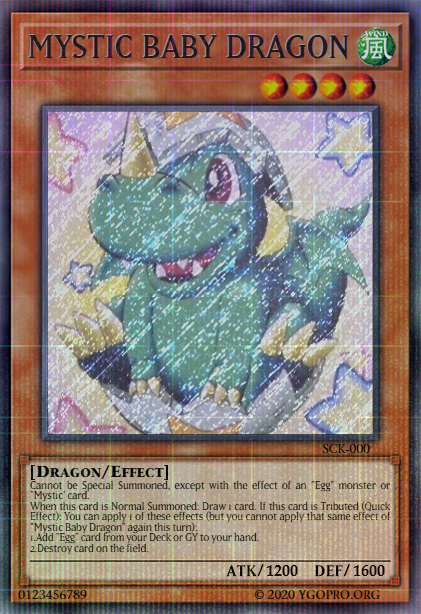 MYSTIC BABY DRAGON
WIND
風
SCK-000
[DRAGON/EFFECT]
Cannot be Special Summoned, except with the effect of an "Egg" monster or
"Mystic' card.
When this card is Normal Summoned: Draw 1 card. If this card is Tributed (Quick
Effect): You can apply 1 of these effects (but you cannot apply that same effect of
"Mystic Baby Dragon" again this turn);
1.Add "Egg" card from your Deck or GY to your hand.
2.Destroy card on the field.
ATK/1200 DEF/1600
0123456789 © 2020 YGOPRO.ORG